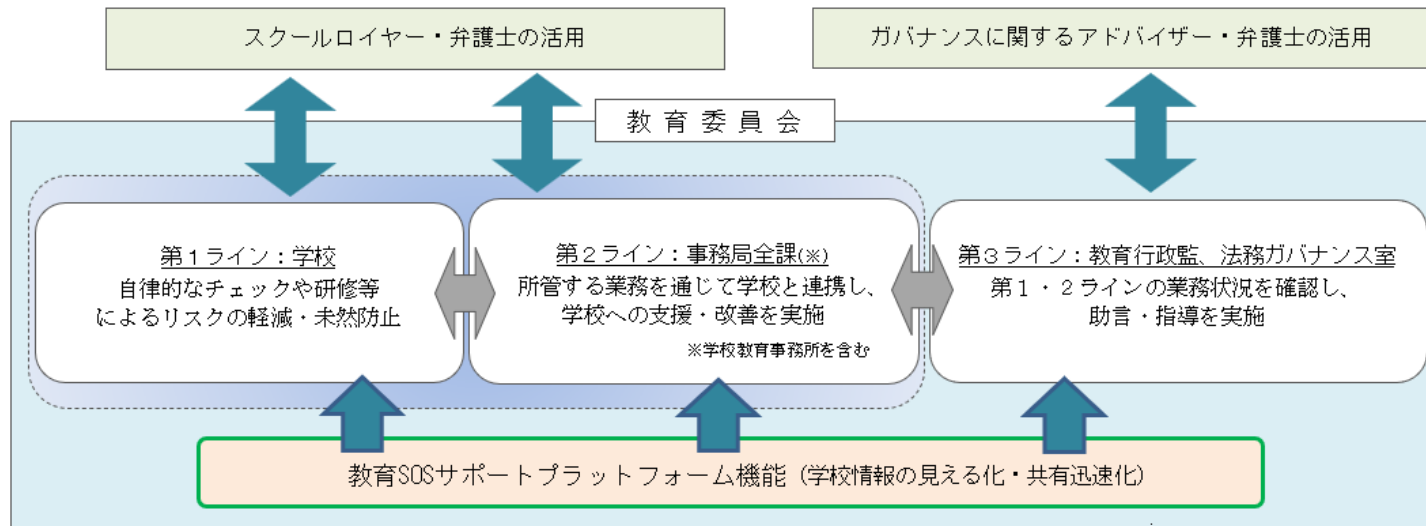 スクールロイヤー・弁護士の活用
ガバナンスに関するアドバイザー・弁護士の活用
教育委員会
第1ライン：学校
自律的なチェックや研修等
によるリスクの軽減・未然防止
第2ライン：事務局全課(※)
所管する業務を通じて学校と連携し、
学校への支援・改善を実施
※学校教育事務所を含む
第3ライン：教育行政監、法務ガバナンス室
第1・2ラインの業務状況を確認し、
助言・指導を実施
教育SOSサポートプラットフォーム機能（学校情報の見える化・共有迅速化）